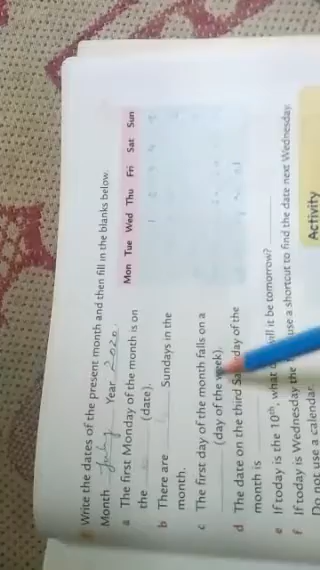 Write the dates of the present month and then fill in the blanks below.
Month July Year 2020.
Mon Tue Wed Thu Fri Sat Sun
a The first Monday of the month is on
the (date).
b There are Sundays in the
month.
c The first day of the month falls on a
(day of the week).
d The date on the third day of the
month is
e If today is the 10th, what will it be tomorrow?
f If today is Wednesday the use a shortcut to find the date next Wednesday.
Do not use a calendar.
Activity